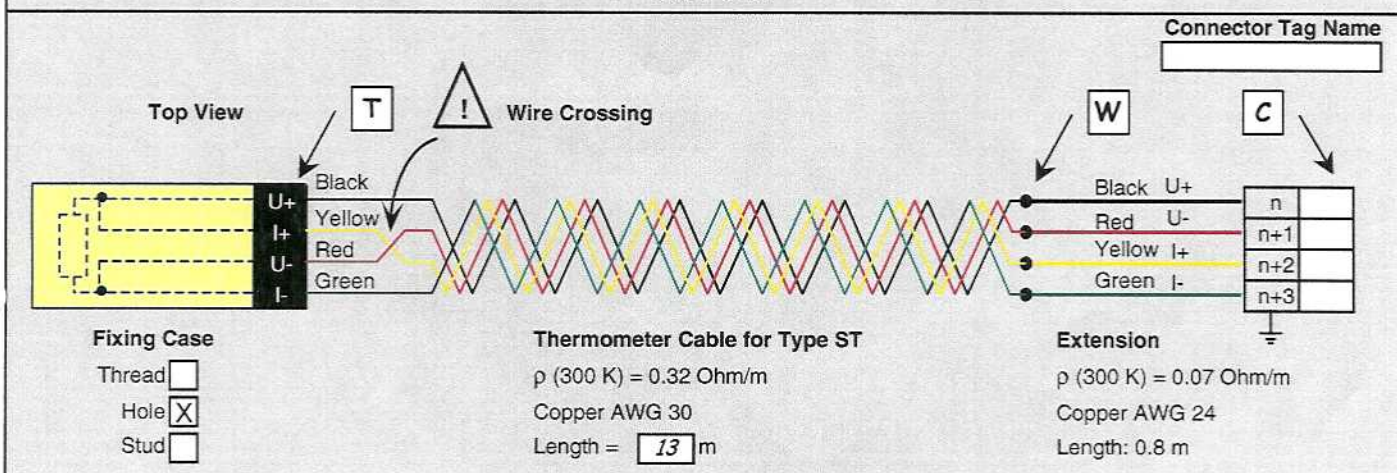 Connector Tag Name
Top View
T
!
Wire Crossing
W
C
Black
Yellow
Red
Green
U+
I+
U-
I-
Black U+
Red U-
Yellow I+
Green I-
n
n+1
n+2
n+3
Fixing Case
Thread
Hole X
Stud
Thermometer Cable for Type ST
ρ (300 K) = 0.32 Ohm/m
Copper AWG 30
Length = 13 m
Extension
ρ (300 K) = 0.07 Ohm/m
Copper AWG 24
Length: 0.8 m